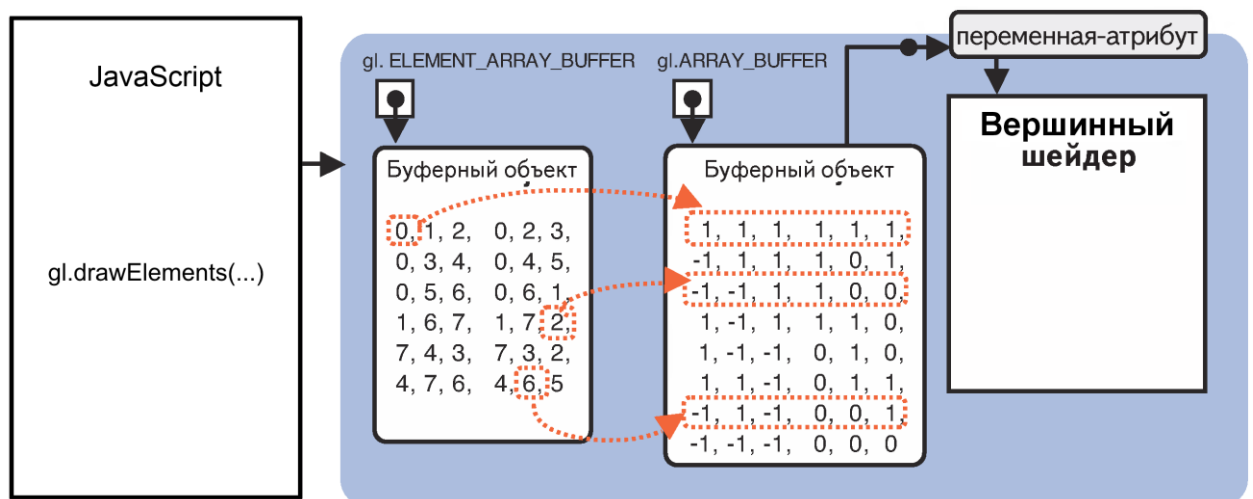 JavaScript
gl.drawElements(...)
gl. ELEMENT_ARRAY_BUFFER
gl.ARRAY_BUFFER
переменная-атрибут
Вершинный
шейдер
Буферный объект
0, 1, 2, 0, 2, 3,
0, 3, 4, 0, 4, 5,
0, 5, 6, 0, 6, 1,
1, 6, 7, 1, 7, 2,
7, 4, 3, 7, 3, 2,
4, 7, 6, 4, 6, 5
Буферный объект
1, 1, 1, 1, 1, 1,
-1, 1, 1, 1, 0, 1,
-1, -1, 1, 1, 0, 0,
1, -1, 1, 1, 1, 0,
1, -1, -1, 0, 1, 0,
1, 1, -1, 0, 1, 1,
-1, 1, -1, 0, 0, 1,
-1, -1, -1, 0, 0, 0